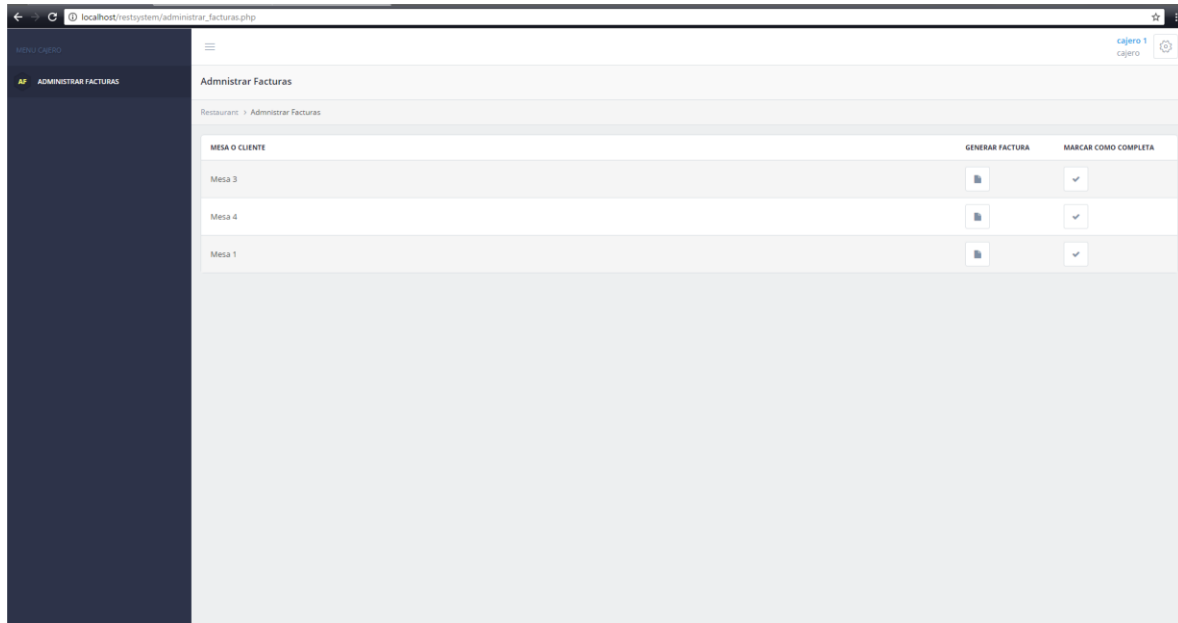 localhost/restsystem/administrar_facturas.php
MENU CAJERO
cajero 1
cajero
AF ADMINISTRAR FACTURAS
Admnistrar Facturas
Restaurant > Admnistrar Facturas
MESA O CLIENTE GENERAR FACTURA MARCAR COMO COMPLETA
Mesa 3
Mesa 4
Mesa 1